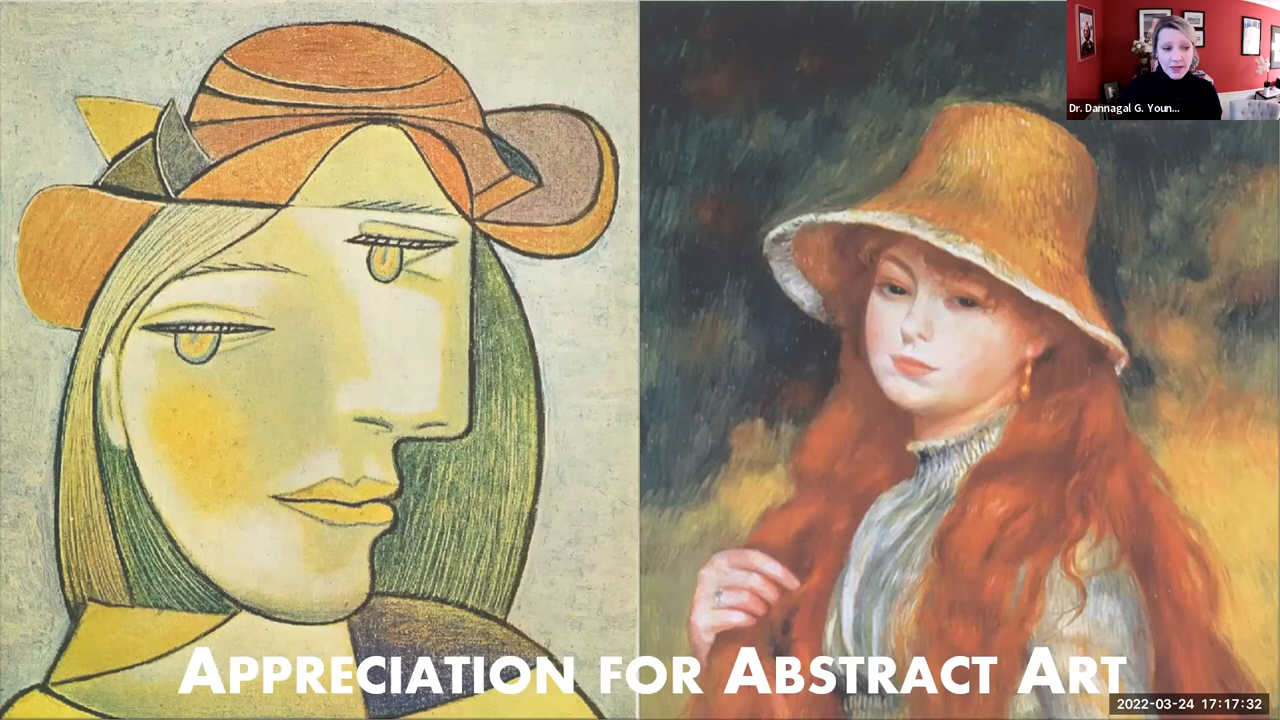 Dr. Dannagal G. Youn...
APPRECIATION FOR ABSTRACT ART
2022-03-24 17:17:32